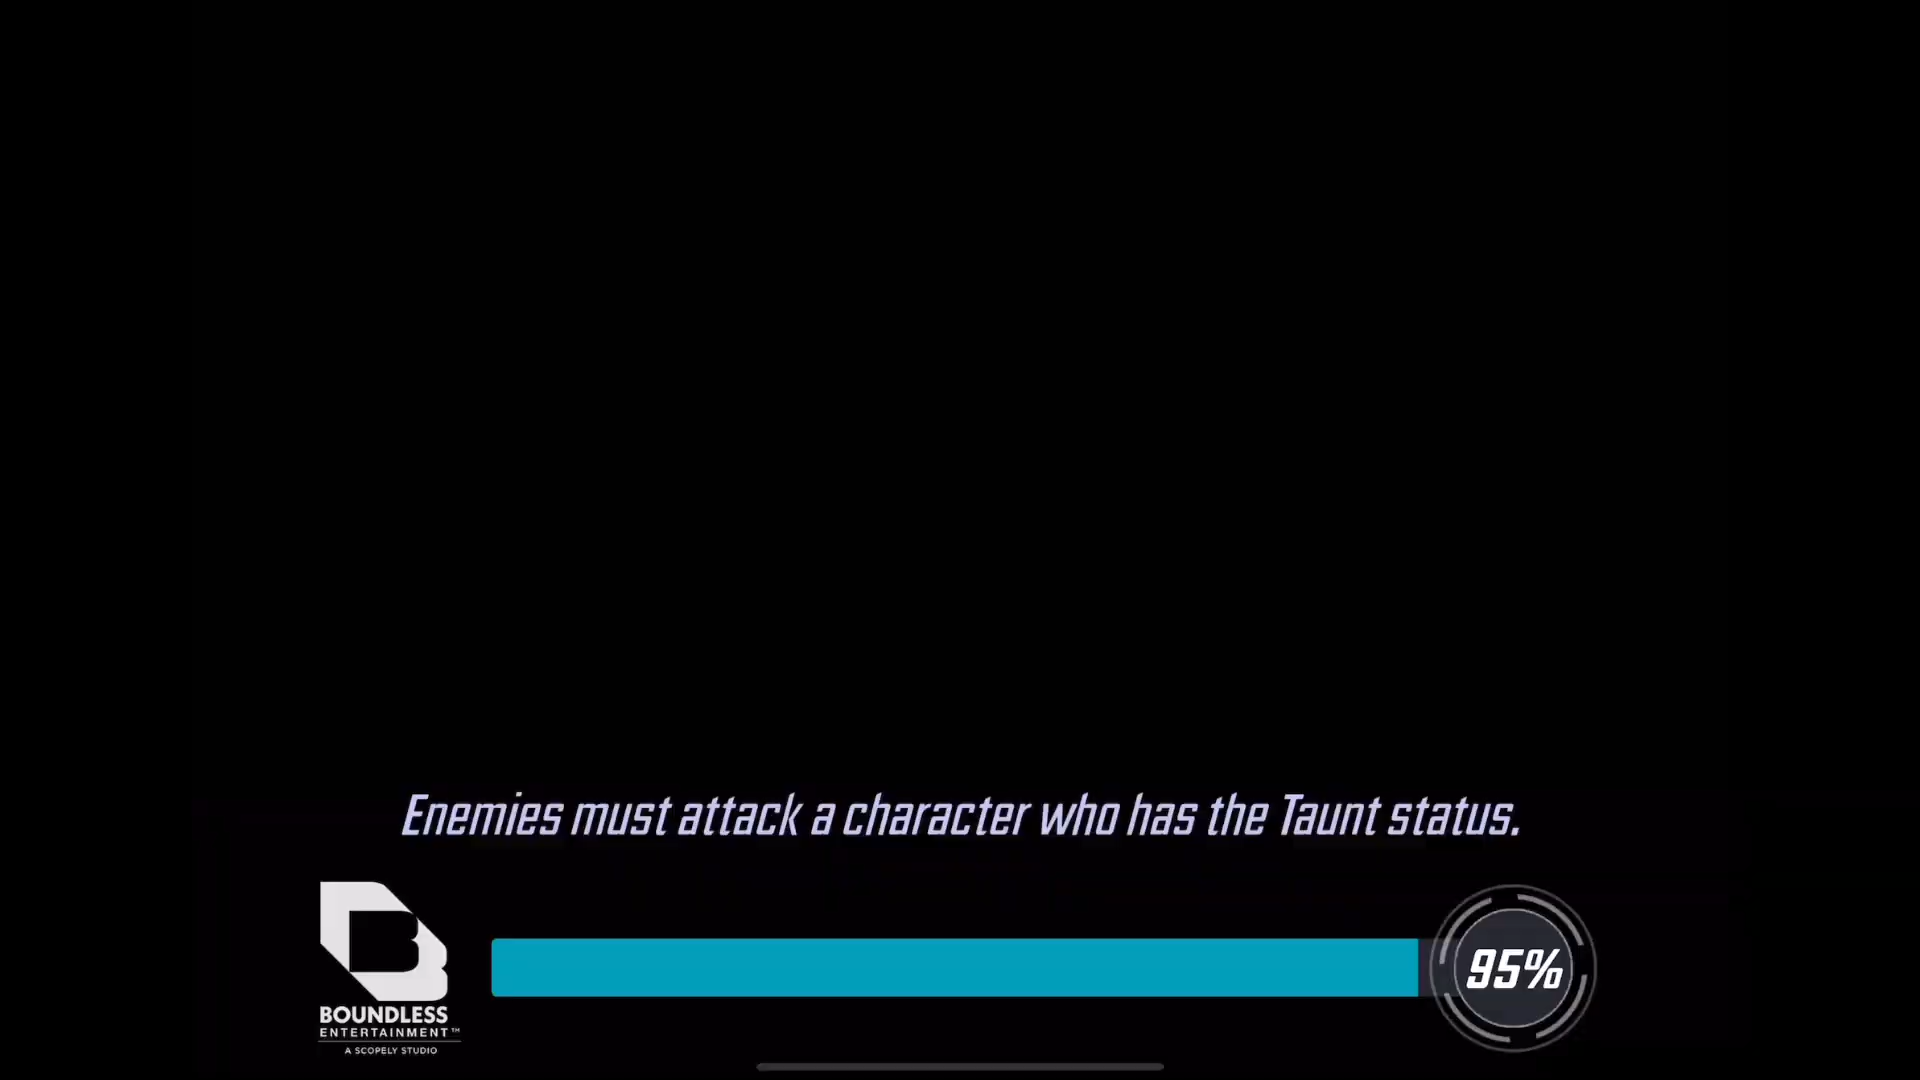 Enemies must attack a character who has the Taunt status.
95%
BOUNDLESS
ENTERTAINMENT™
A SCOPELY STUDIO